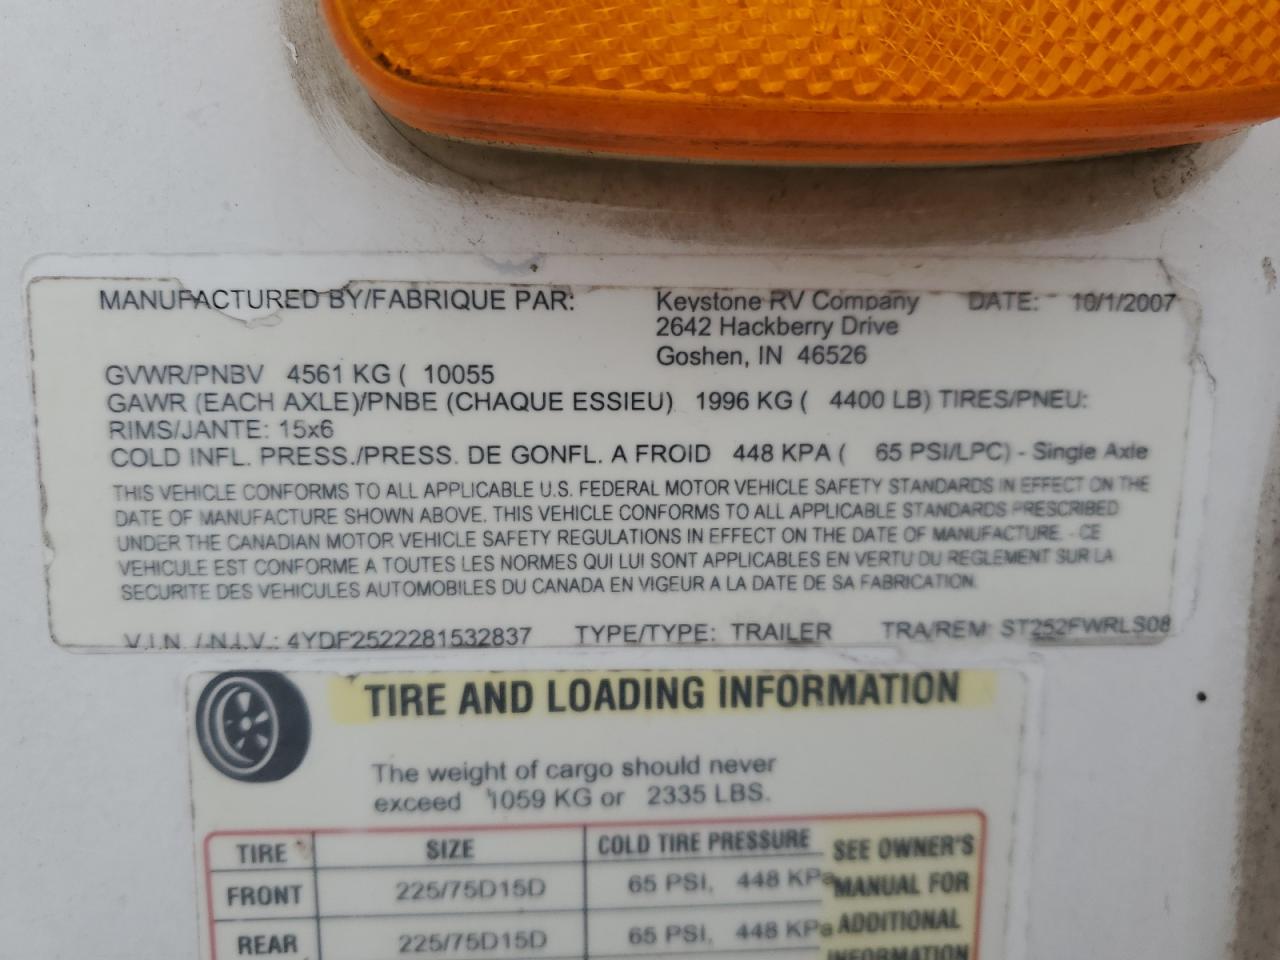 MANUFACTURED BY/FABRIQUE PAR: Keystone RV Company DATE: 10/1/2007
2642 Hackberry Drive
Goshen, IN 46526
GVWR/PNBV 4561 KG ( 10055
GAWR (EACH AXLE)/PNBE (CHAQUE ESSIEU) 1996 KG ( 4400 LB) TIRES/PNEU:
RIMS/JANTE: 15x6
COLD INFL. PRESS./PRESS. DE GONFL. A FROID 448 KPA ( 65 PSI/LPC) - Single Axle
THIS VEHICLE CONFORMS TO ALL APPLICABLE U.S. FEDERAL MOTOR VEHICLE SAFETY STANDARDS IN EFFECT ON THE
DATE OF MANUFACTURE SHOWN ABOVE. THIS VEHICLE CONFORMS TO ALL APPLICABLE STANDARDS PRESCRIBED
UNDER THE CANADIAN MOTOR VEHICLE SAFETY REGULATIONS IN EFFECT ON THE DATE OF MANUFACTURE. - CE
VEHICULE EST CONFORME A TOUTES LES NORMES QUI LUI SONT APPLICABLES EN VERTU DU REGLEMENT SUR LA
SECURITE DES VEHICULES AUTOMOBILES DU CANADA EN VIGEUR A LA DATE DE SA FABRICATION.
V.I.N. /N.I.V.: 4YDF2522281532837 TYPE/TYPE: TRAILER TRA/REM ST252FWRLS08
TIRE AND LOADING INFORMATION
The weight of cargo should never
exceed 1059 KG or 2335 LBS.
TIRE SIZE COLD TIRE PRESSURE SEE OWNER'S
FRONT 225/75D15D 65 PSI, 448 KPa MANUAL FOR
ADDITIONAL
REAR 225/75D15D 65 PSI, 448 KPa
INFORMATION